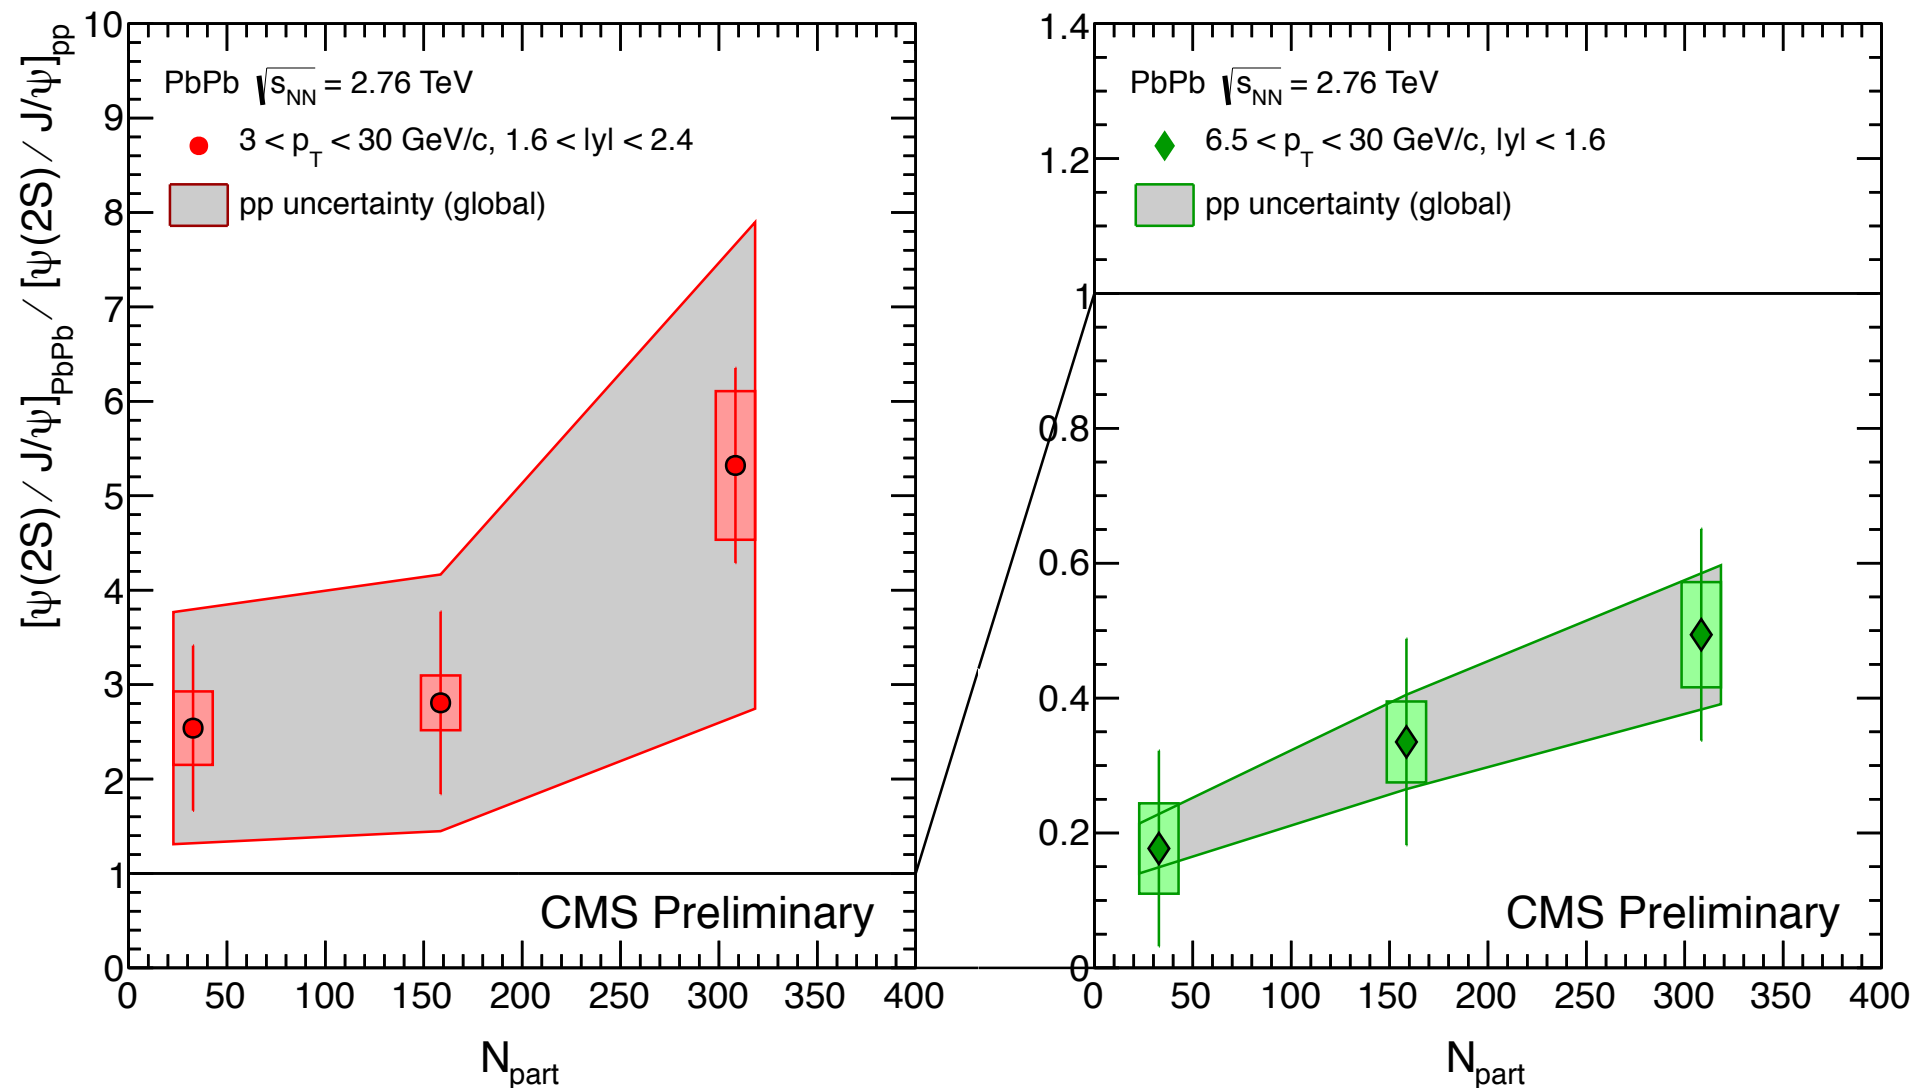 [ψ(2S) / J/ψ]PbPb / [ψ(2S) / J/ψ]pp
10
9
8
7
6
5
4
3
2
1
0
PbPb √sNN = 2.76 TeV
3 < pT < 30 GeV/c, 1.6 < |y| < 2.4
pp uncertainty (global)
CMS Preliminary
0 50 100 150 200 250 300 350 400
Npart
1.4
1.2
1
0.8
0.6
0.4
0.2
0
PbPb √sNN = 2.76 TeV
6.5 < pT < 30 GeV/c, |y| < 1.6
pp uncertainty (global)
CMS Preliminary
0 50 100 150 200 250 300 350 400
Npart